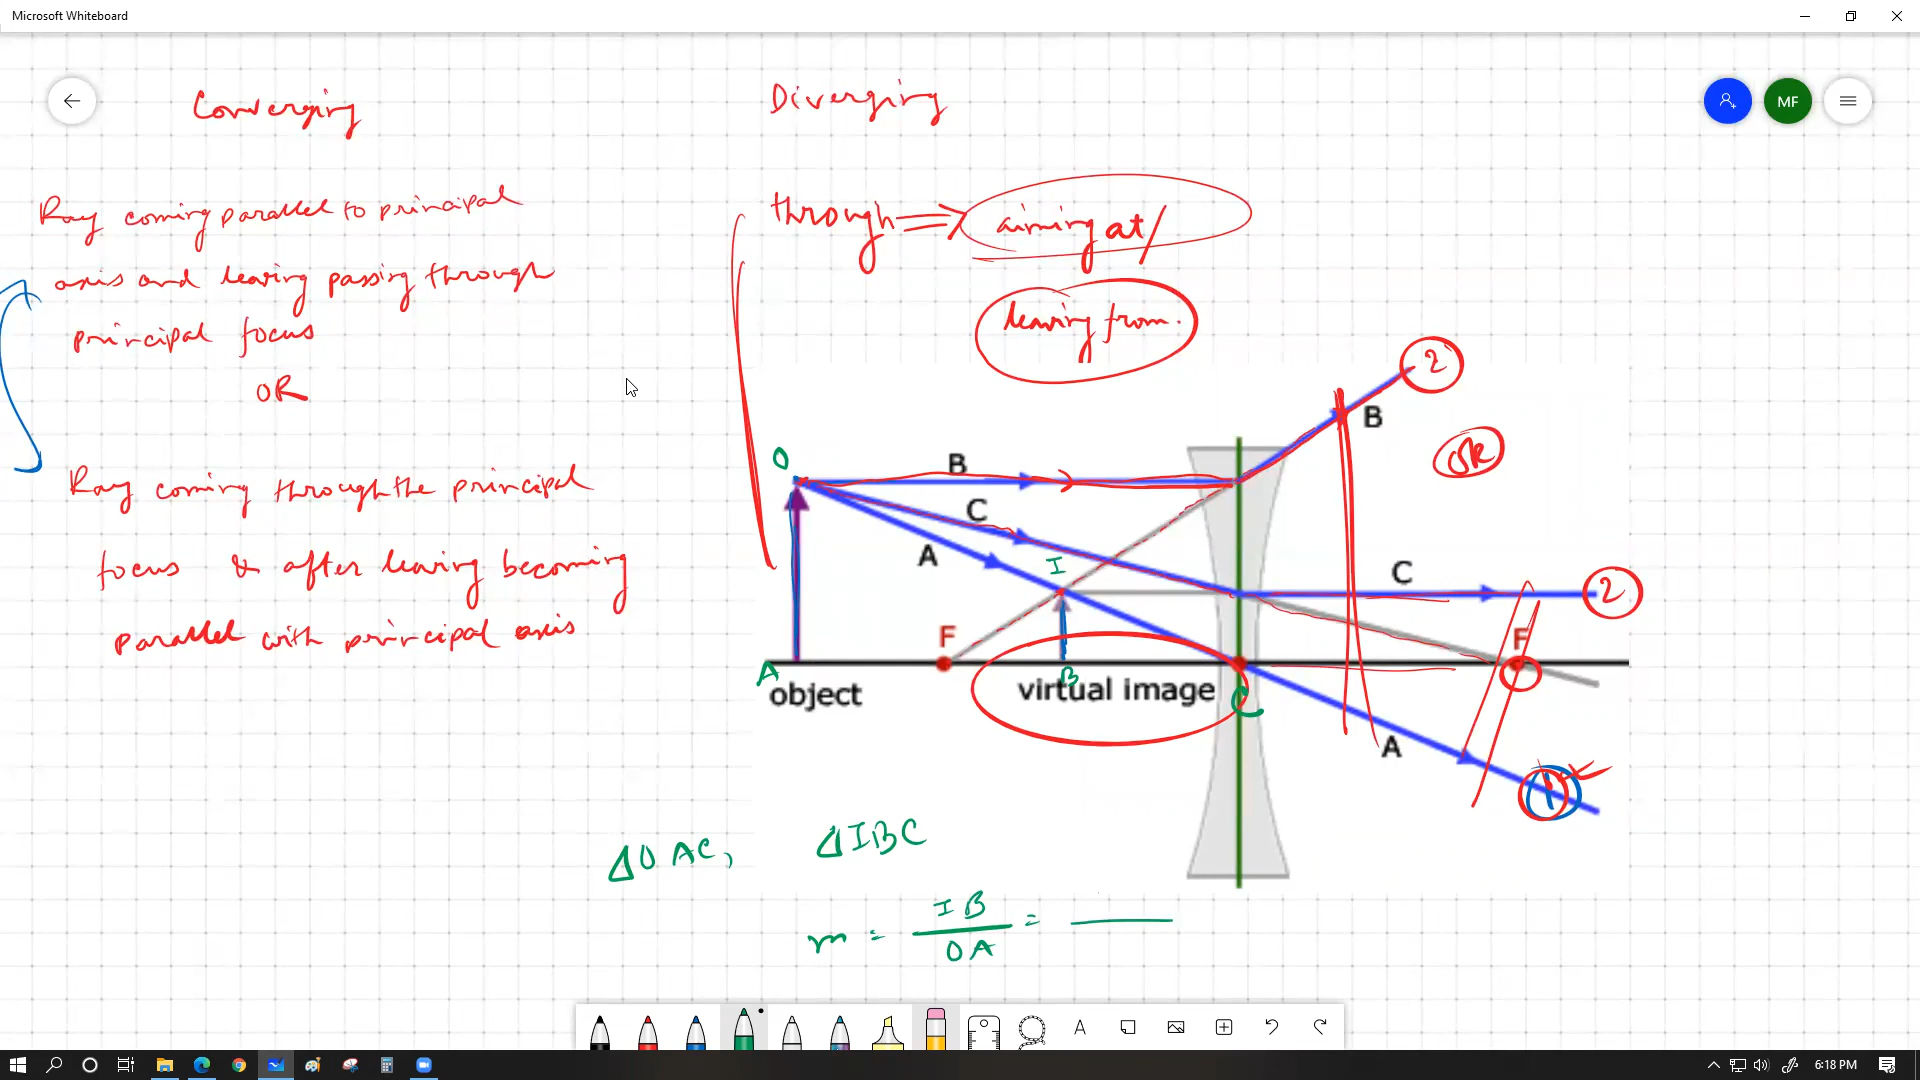 Microsoft Whiteboard
MF
Converging
Ray coming parallel to principal
axis and leaving passing through
principal focus
OR
Ray coming through the principal
focus & after leaving becoming
parallel with principal axis
Diverging
through ⇒ aiming at/
leaving from.
2
B
OR
O
B
C
A
I
C
2
F
F
A
object
B
virtual image
C
A
1
ΔOAC, ΔIBC
m = IB/OA =
A
6:18 PM